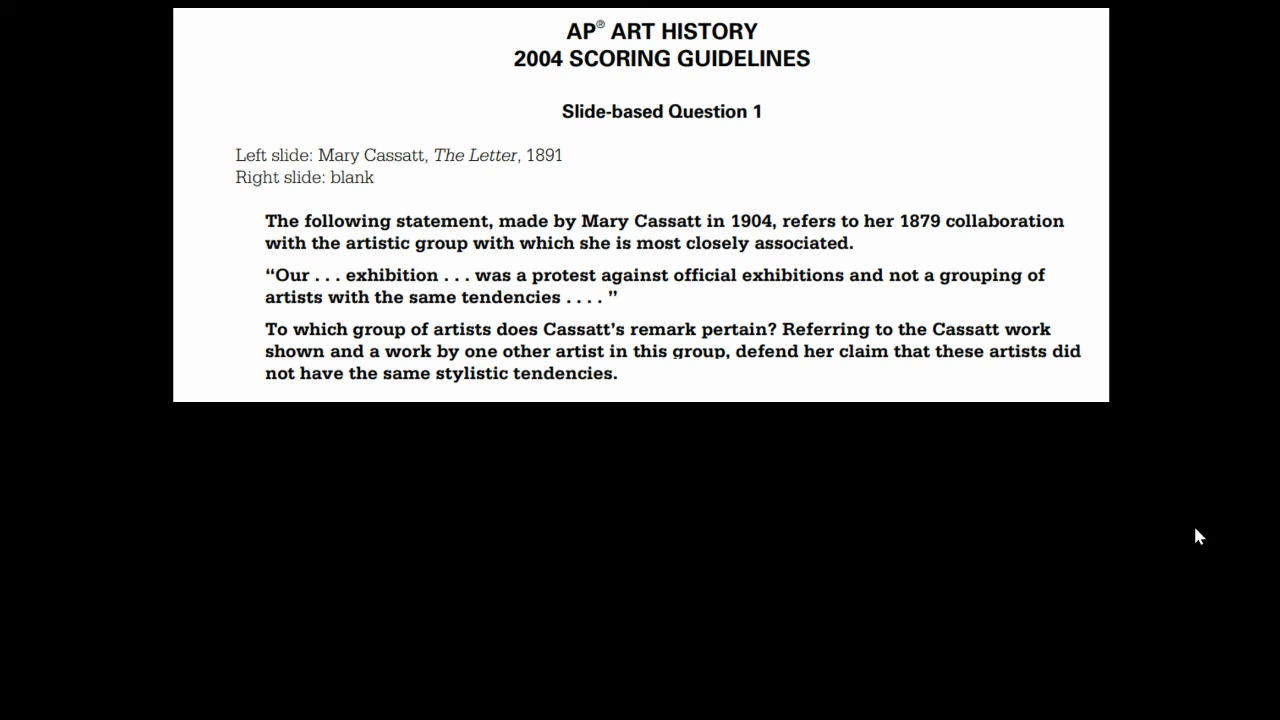 AP® ART HISTORY
2004 SCORING GUIDELINES
Slide-based Question 1
Left slide: Mary Cassatt, The Letter, 1891
Right slide: blank
The following statement, made by Mary Cassatt in 1904, refers to her 1879 collaboration
with the artistic group with which she is most closely associated.
“Our . . . exhibition . . . was a protest against official exhibitions and not a grouping of
artists with the same tendencies . . . . ”
To which group of artists does Cassatt’s remark pertain? Referring to the Cassatt work
shown and a work by one other artist in this group, defend her claim that these artists did
not have the same stylistic tendencies.